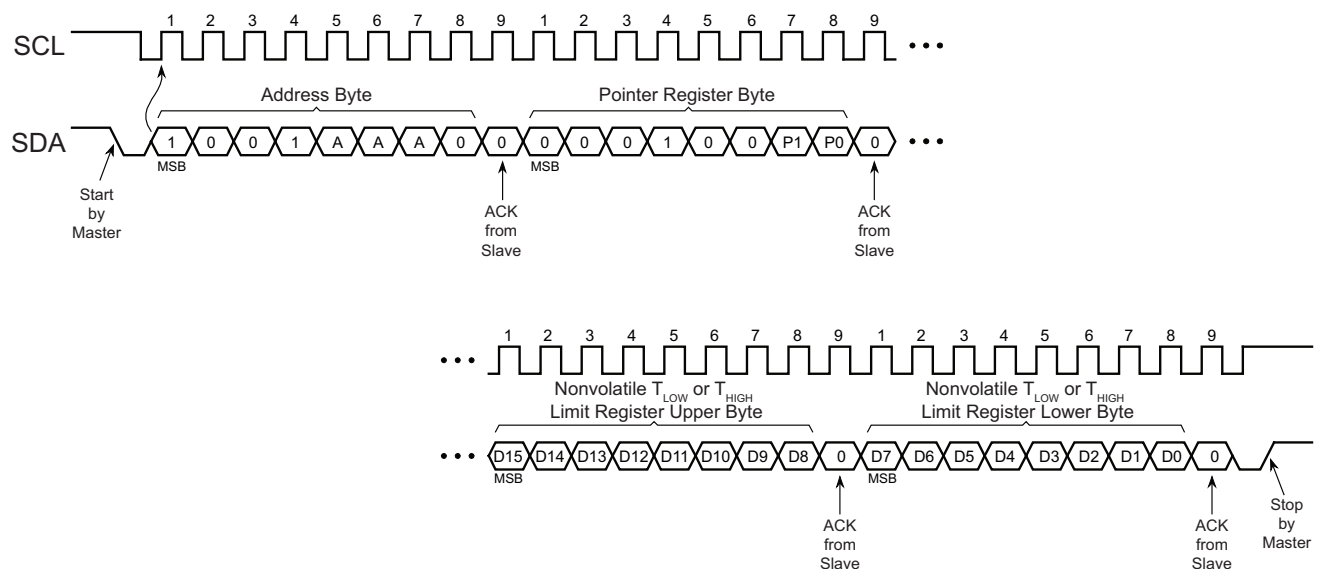 1 2 3 4 5 6 7 8 9 1 2 3 4 5 6 7 8 9
SCL
Address Byte
Pointer Register Byte
SDA
1 0 0 1 A A A 0 0 0 0 0 1 0 0 P1 P0 0
MSB
MSB
Start
by
Master
ACK
from
Slave
ACK
from
Slave
1 2 3 4 5 6 7 8 9 1 2 3 4 5 6 7 8 9
Nonvolatile TLOW or THIGH
Limit Register Upper Byte
Nonvolatile TLOW or THIGH
Limit Register Lower Byte
D15 D14 D13 D12 D11 D10 D9 D8 0 D7 D6 D5 D4 D3 D2 D1 D0 0
MSB
MSB
ACK
from
Slave
ACK
from
Slave
Stop
by
Master